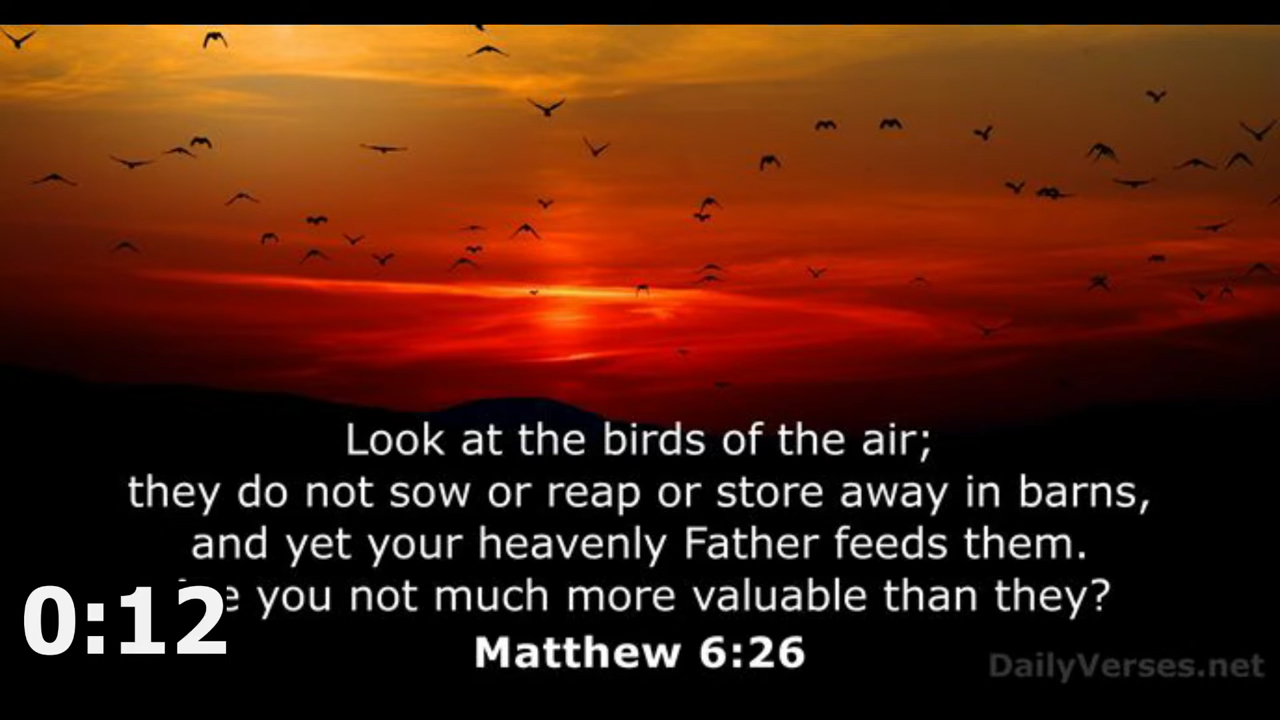 Look at the birds of the air;
they do not sow or reap or store away in barns,
and yet your heavenly Father feeds them.
you not much more valuable than they?
0:12
Matthew 6:26
DailyVerses.net